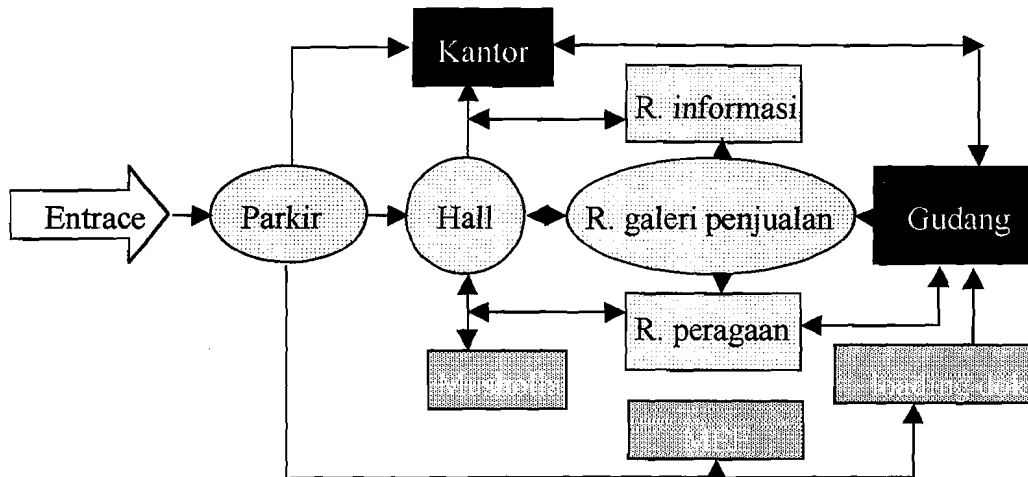 Kantor
R. informasi
Entrace
Parkir
Hall
R. galeri penjualan
Gudang
R. peragaan